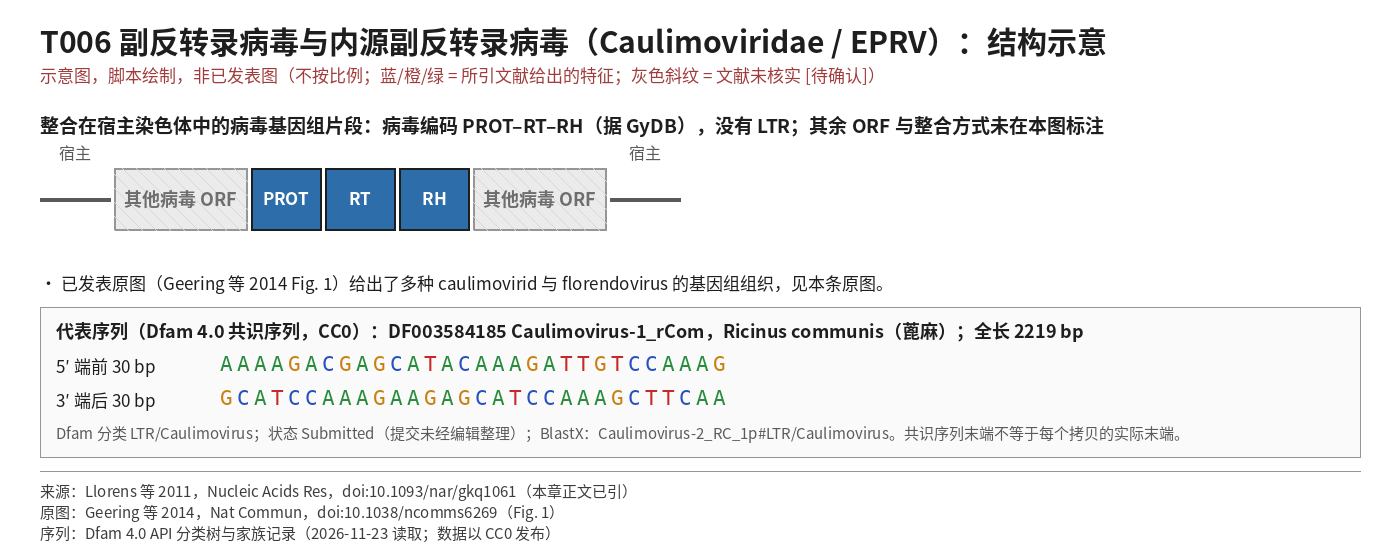 T006 副反转录病毒与内源副反转录病毒（Caulimoviridae / EPRV）：结构示意
示意图，脚本绘制，非已发表图（不按比例；蓝/橙/绿 = 所引文献给出的特征；灰色斜纹 = 文献未核实 [待确认]）
整合在宿主染色体中的病毒基因组片段：病毒编码 PROT–RT–RH（据 GyDB），没有 LTR；其余 ORF 与整合方式未在本图标注
宿主 宿主
其他病毒 ORF PROT RT RH 其他病毒 ORF
· 已发表原图（Geering 等 2014 Fig. 1）给出了多种 caulimovirid 与 florendovirus 的基因组组织，见本条原图。
代表序列（Dfam 4.0 共识序列，CC0）：DF003584185 Caulimovirus-1_rCom，Ricinus communis（蓖麻）；全长 2219 bp
5′ 端前 30 bp AAAAGACGAGCATACAAAGATTGTCCAAAG
3′ 端后 30 bp GCATCCAAAGAAGAGCATCCAAAGCTTCAA
Dfam 分类 LTR/Caulimovirus；状态 Submitted（提交未经编辑整理）；BlastX：Caulimovirus-2_RC_1p#LTR/Caulimovirus。共识序列末端不等于每个拷贝的实际末端。
来源：Llorens 等 2011，Nucleic Acids Res，doi:10.1093/nar/gkq1061（本章正文已引）
原图：Geering 等 2014，Nat Commun，doi:10.1038/ncomms6269（Fig. 1）
序列：Dfam 4.0 API 分类树与家族记录（2026-11-23 读取；数据以 CC0 发布）